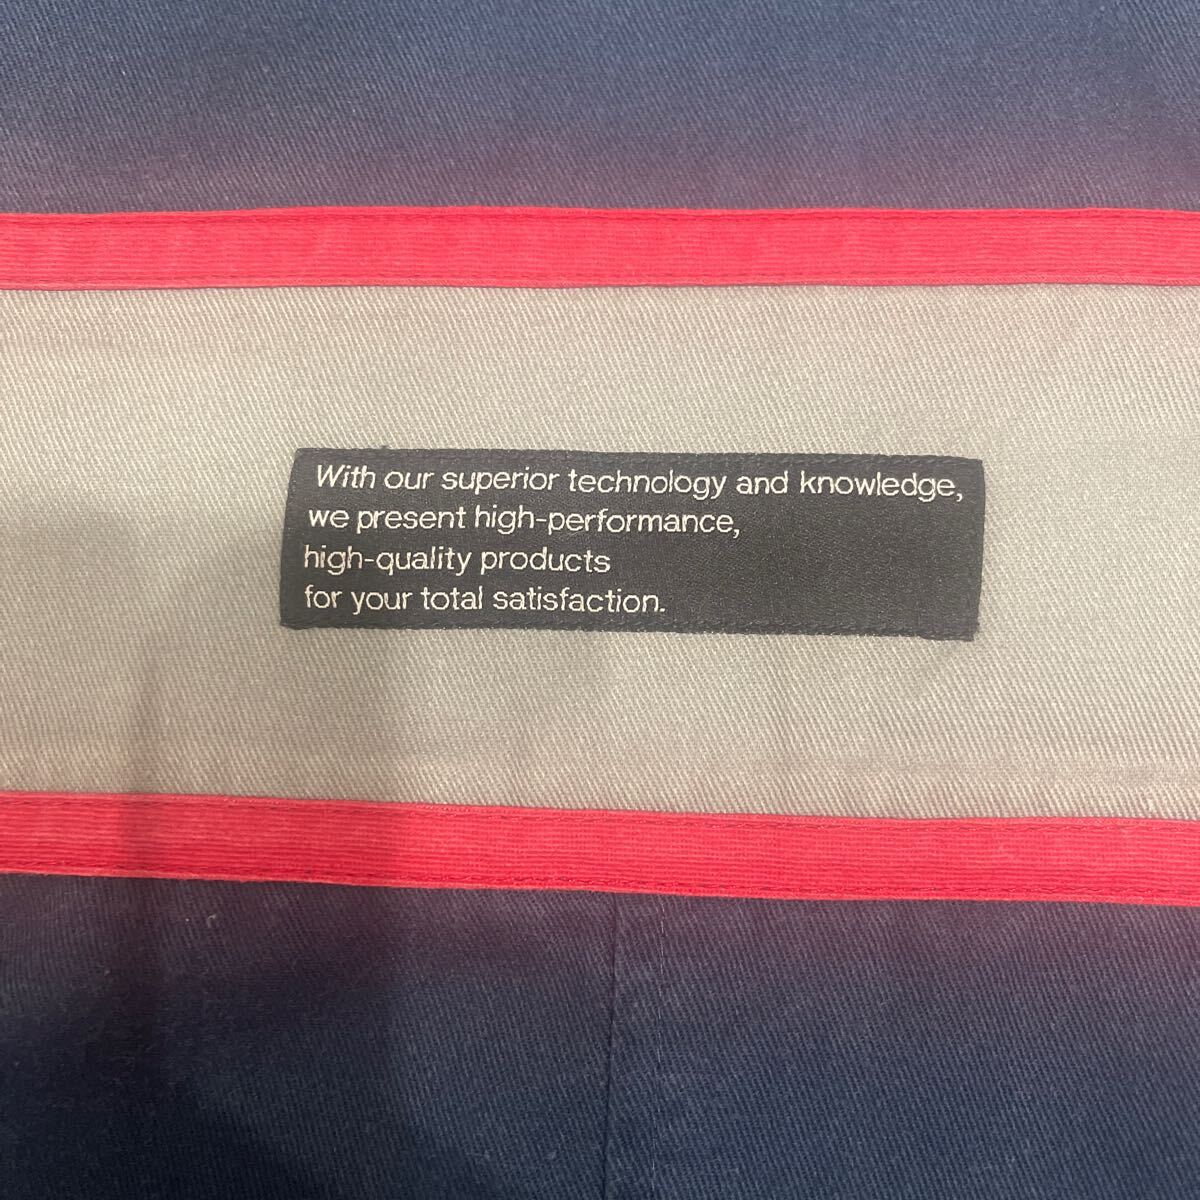 With our superior technology and knowledge,
we present high-performance,
high-quality products
for your total satisfaction.